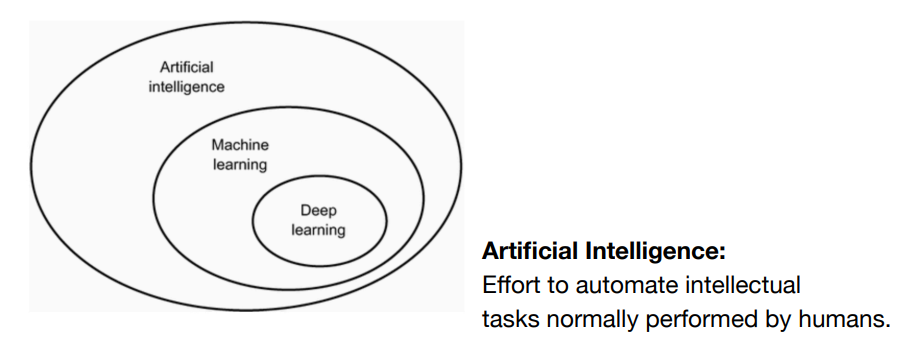 Artificial
intelligence
Machine
learning
Deep
learning
Artificial Intelligence:
Effort to automate intellectual
tasks normally performed by humans.